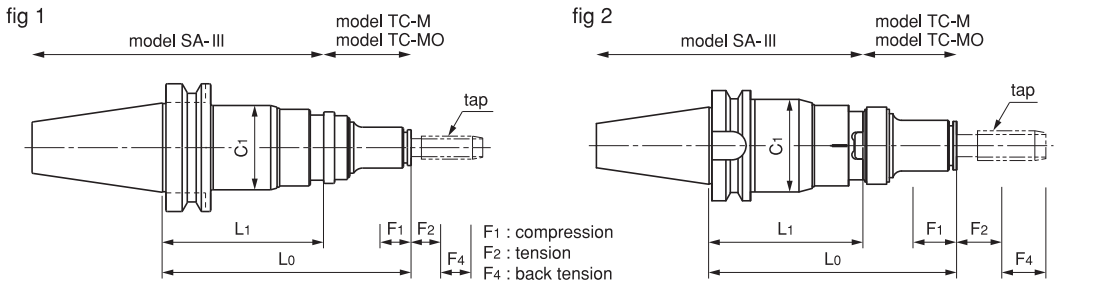 fig 1
model TC-M
model SA-III
model TC-MO
tap
C1
L1
F1
F2
L0
F4
F1 : compression
F2 : tension
F4 : back tension
fig 2
model TC-M
model SA-III
model TC-MO
tap
C1
L1
F1
F2
L0
F4